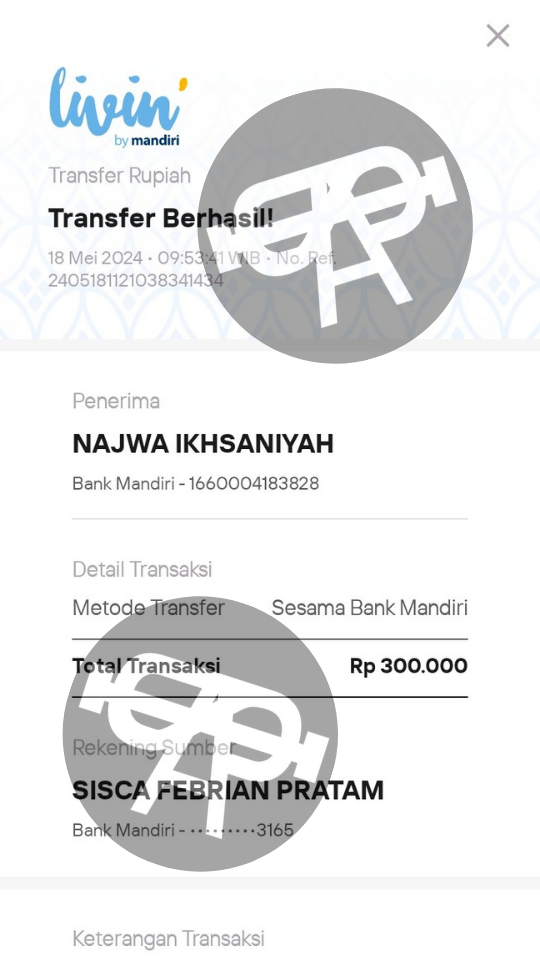 livin'
by mandiri
Transfer Rupiah
Transfer Berhasil!
18 Mei 2024 • 09:53:41 WIB • No. Ref.
2405181121038341434
Penerima
NAJWA IKHSANIYAH
Bank Mandiri - 1660004183828
Detail Transaksi
Metode Transfer Sesama Bank Mandiri
Total Transaksi Rp 300.000
Rekening Sumber
SISCA FEBRIAN PRATAM
Bank Mandiri - •••••••••3165
Keterangan Transaksi